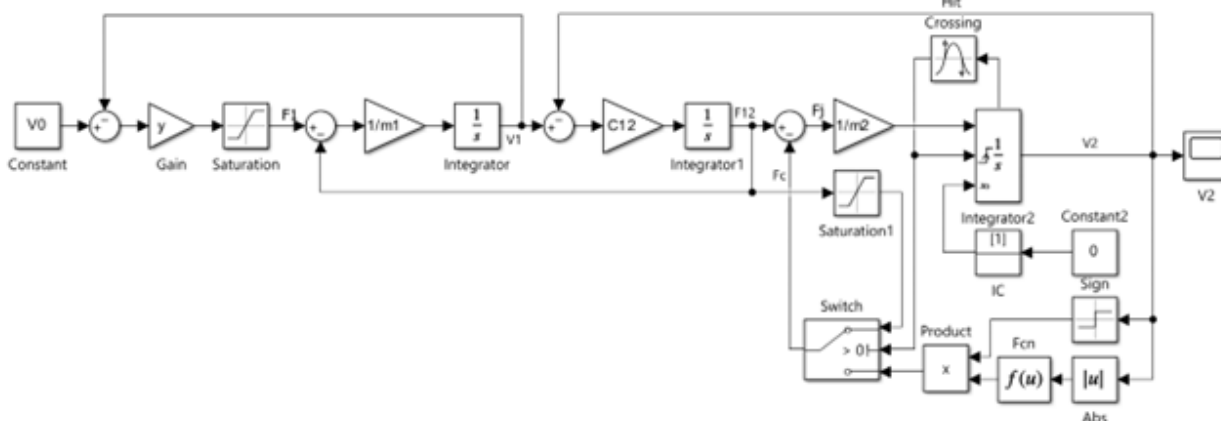 Hit
Crossing
V0
Constant
+
−
y
Gain
Saturation
F1
+
−
1/m1
1
s
Integrator
V1
+
−
C12
1
s
Integrator1
F12
+
−
Fj
1/m2
Fc
Saturation1
1
s
x₀
Integrator2
V2
V2
Constant2
0
[1]
IC
Sign
Switch
> 0
Product
x
Fcn
f(u)
|u|
Abs